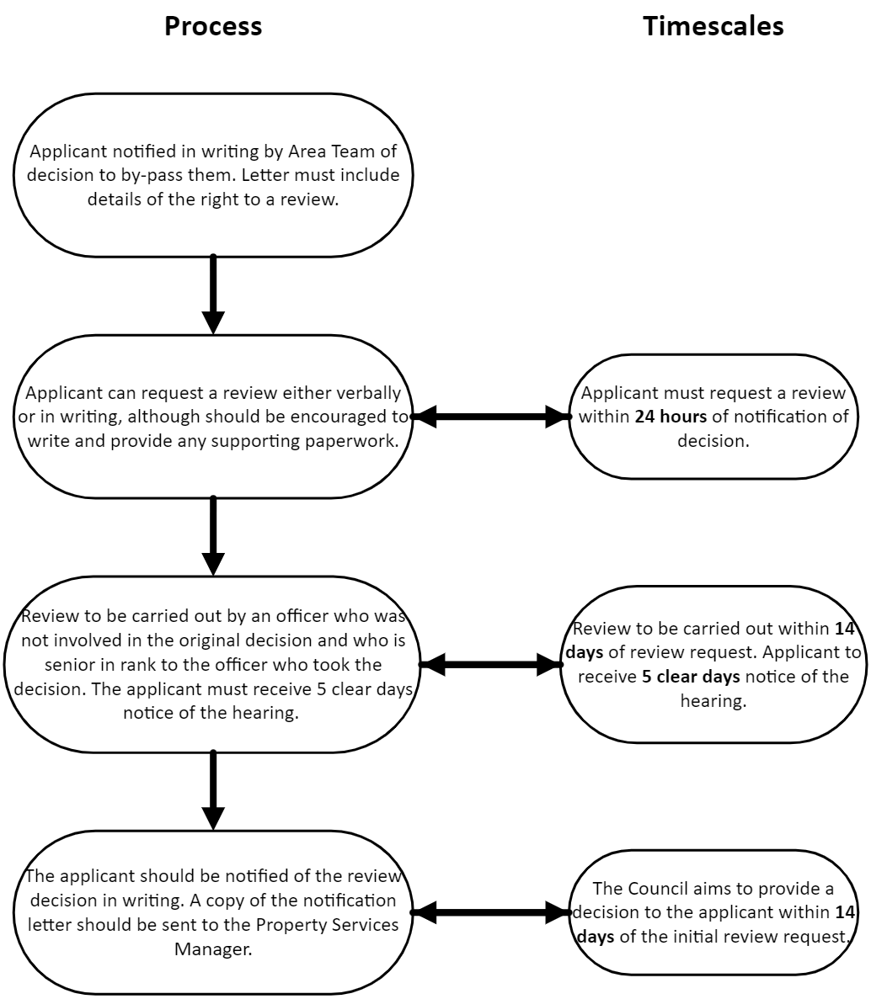 Process
Timescales
Applicant notified in writing by Area Team of
decision to by-pass them. Letter must include
details of the right to a review.
Applicant can request a review either verbally
or in writing, although should be encouraged to
write and provide any supporting paperwork.
Applicant must request a review
within 24 hours of notification of
decision.
Review to be carried out by an officer who was
not involved in the original decision and who is
senior in rank to the officer who took the
decision. The applicant must receive 5 clear days
notice of the hearing.
Review to be carried out within 14
days of review request. Applicant to
receive 5 clear days notice of the
hearing.
The applicant should be notified of the review
decision in writing. A copy of the notification
letter should be sent to the Property Services
Manager.
The Council aims to provide a
decision to the applicant within 14
days of the initial review request.